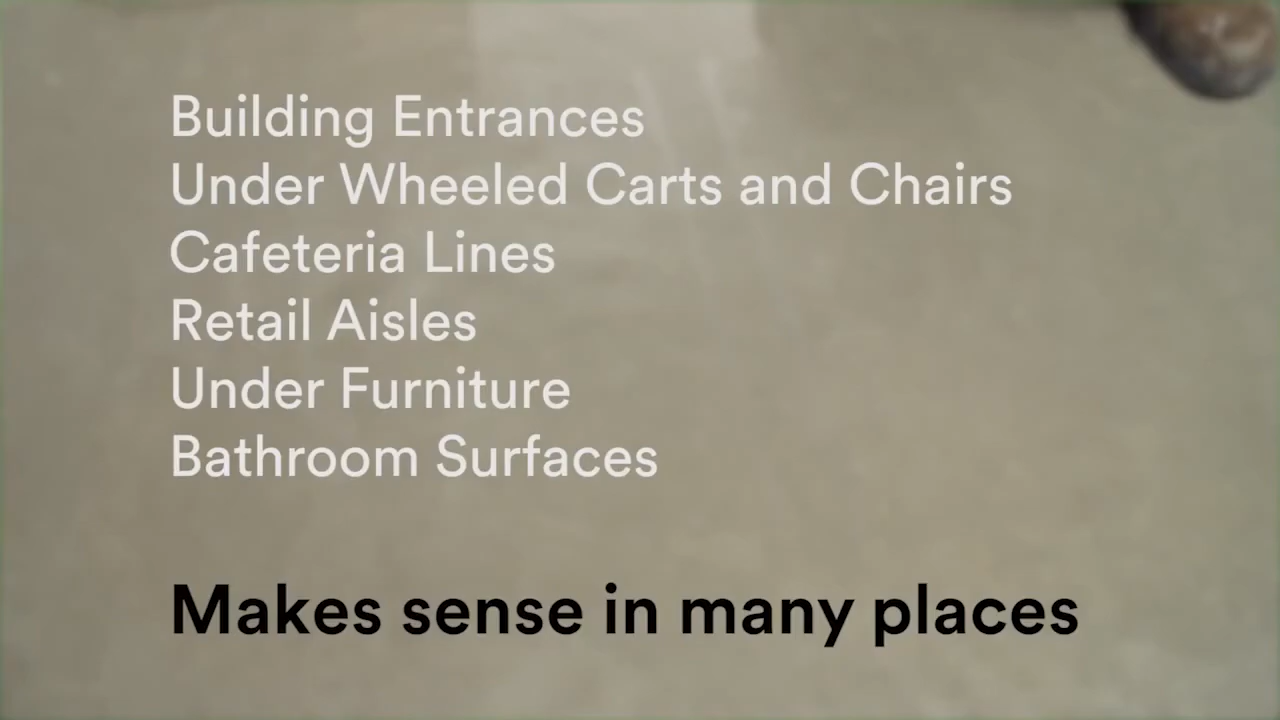 Building Entrances
Under Wheeled Carts and Chairs
Cafeteria Lines
Retail Aisles
Under Furniture
Bathroom Surfaces
Makes sense in many places